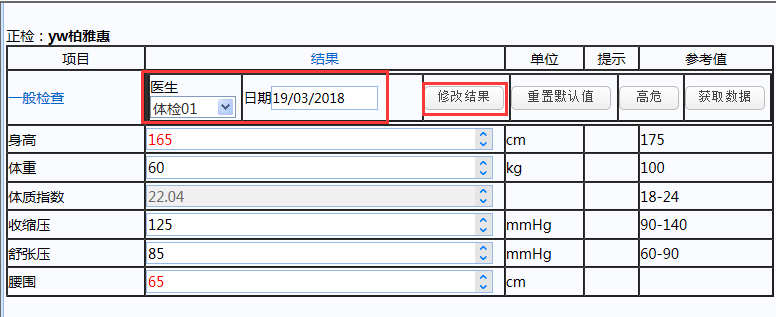 正检：yw柏雅惠
项目 结果 单位 提示 参考值
一般检查 医生 体检01 日期19/03/2018 修改结果 重置默认值 高危 获取数据
身高 165 cm 175
体重 60 kg 100
体质指数 22.04 18-24
收缩压 125 mmHg 90-140
舒张压 85 mmHg 60-90
腰围 65 cm